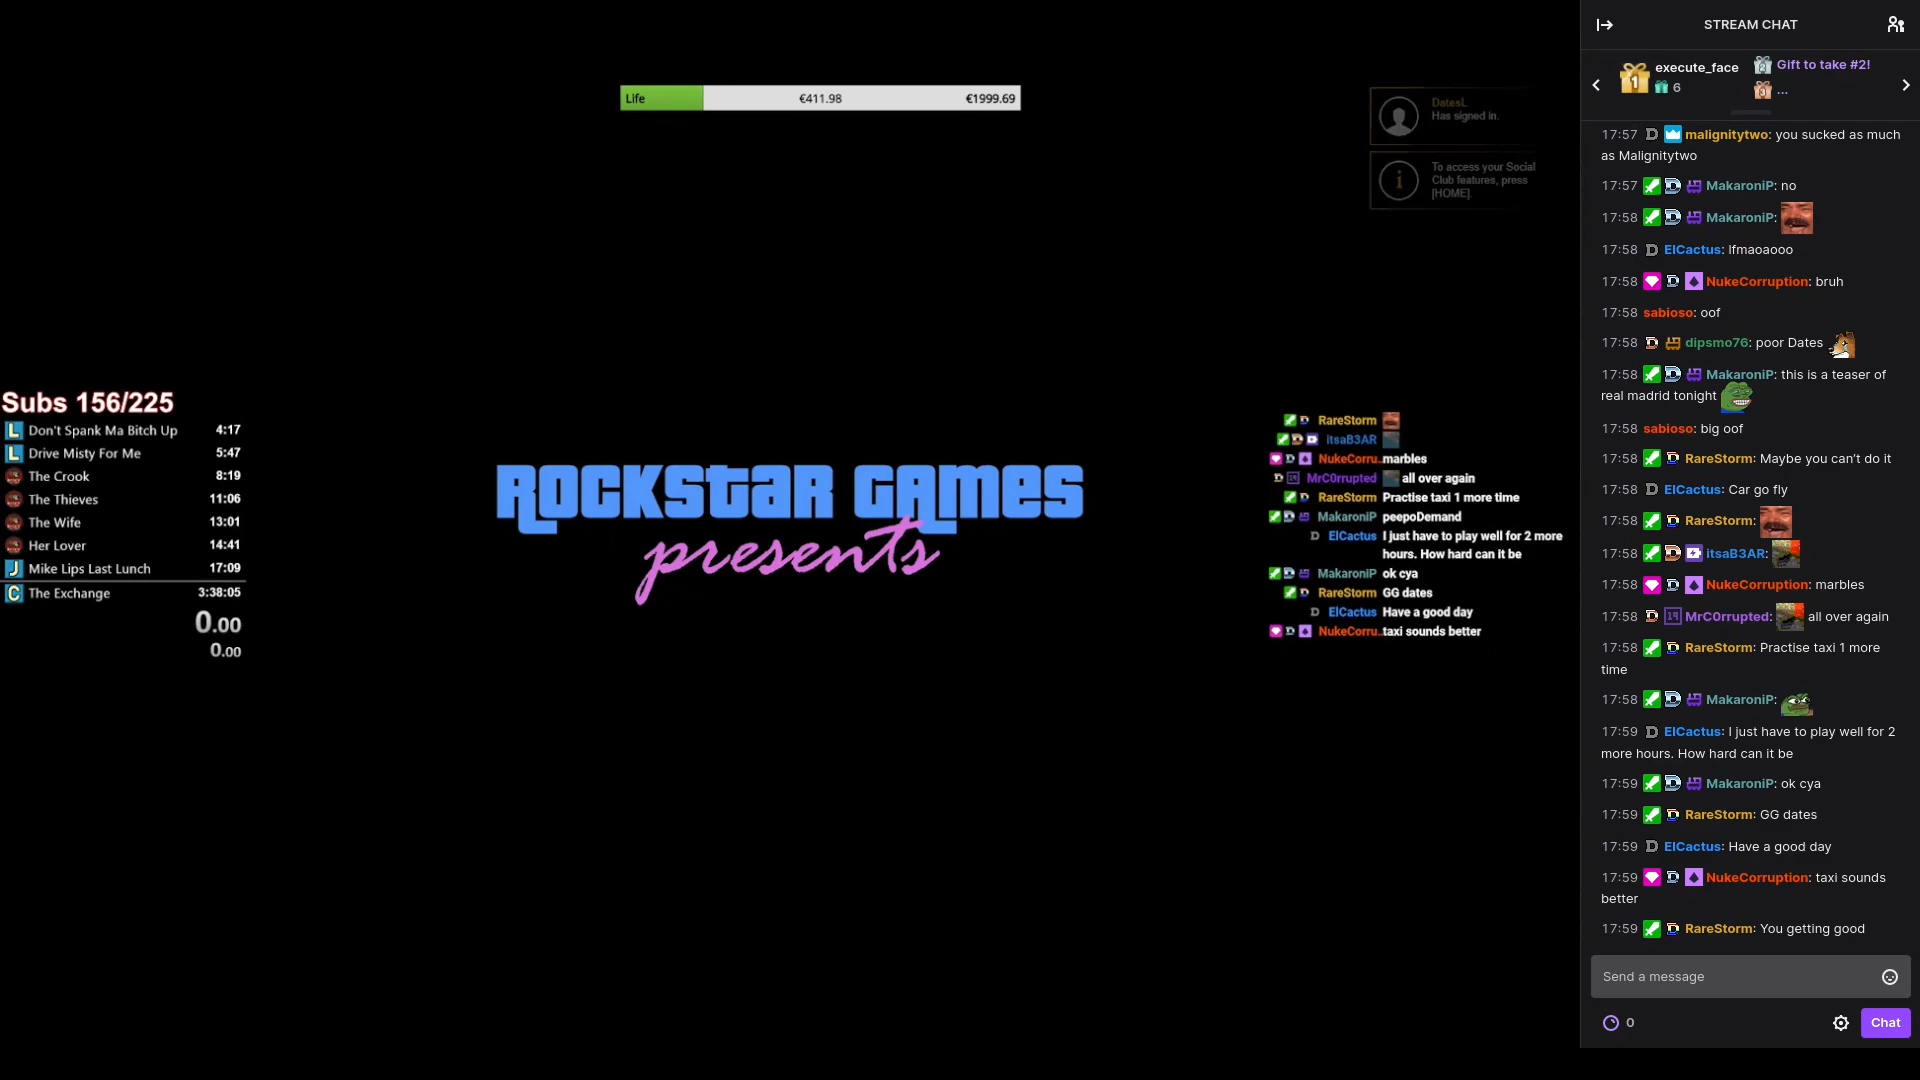 Life €411.98 €1999.69
DatesL
Has signed in.
To access your Social
Club features, press
[HOME].
Subs 156/225
Don't Spank Ma Bitch Up 4:17
Drive Misty For Me 5:47
The Crook 8:19
The Thieves 11:06
The Wife 13:01
Her Lover 14:41
Mike Lips Last Lunch 17:09
The Exchange 3:38:05
0.00
0.00
ROCKSTAR GAMES
presents
RareStorm
itsaB3AR
NukeCorru.. marbles
MrC0rrupted all over again
RareStorm Practise taxi 1 more time
MakaroniP peepoDemand
ElCactus I just have to play well for 2 more
hours. How hard can it be
MakaroniP ok cya
RareStorm GG dates
ElCactus Have a good day
NukeCorru.. taxi sounds better
STREAM CHAT
1 execute_face
6
2 Gift to take #2!
3 ...
17:57 malignitytwo: you sucked as much
as Malignitytwo
17:57 MakaroniP: no
17:58 MakaroniP:
17:58 ElCactus: lfmaoaooo
17:58 NukeCorruption: bruh
17:58 sabioso: oof
17:58 dipsmo76: poor Dates
17:58 MakaroniP: this is a teaser of
real madrid tonight
17:58 sabioso: big oof
17:58 RareStorm: Maybe you can't do it
17:58 ElCactus: Car go fly
17:58 RareStorm:
17:58 itsaB3AR:
17:58 NukeCorruption: marbles
17:58 MrC0rrupted: all over again
17:58 RareStorm: Practise taxi 1 more
time
17:58 MakaroniP:
17:59 ElCactus: I just have to play well for 2
more hours. How hard can it be
17:59 MakaroniP: ok cya
17:59 RareStorm: GG dates
17:59 ElCactus: Have a good day
17:59 NukeCorruption: taxi sounds
better
17:59 RareStorm: You getting good
Send a message
0
Chat